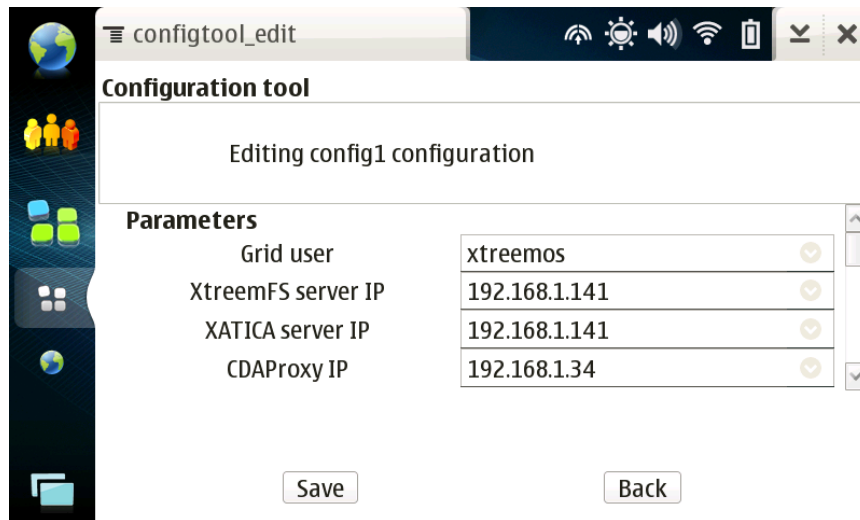 configtool_edit
Configuration tool
Editing config1 configuration
Parameters
Grid user xtreemos
XtreemFS server IP 192.168.1.141
XATICA server IP 192.168.1.141
CDAProxy IP 192.168.1.34
Save Back